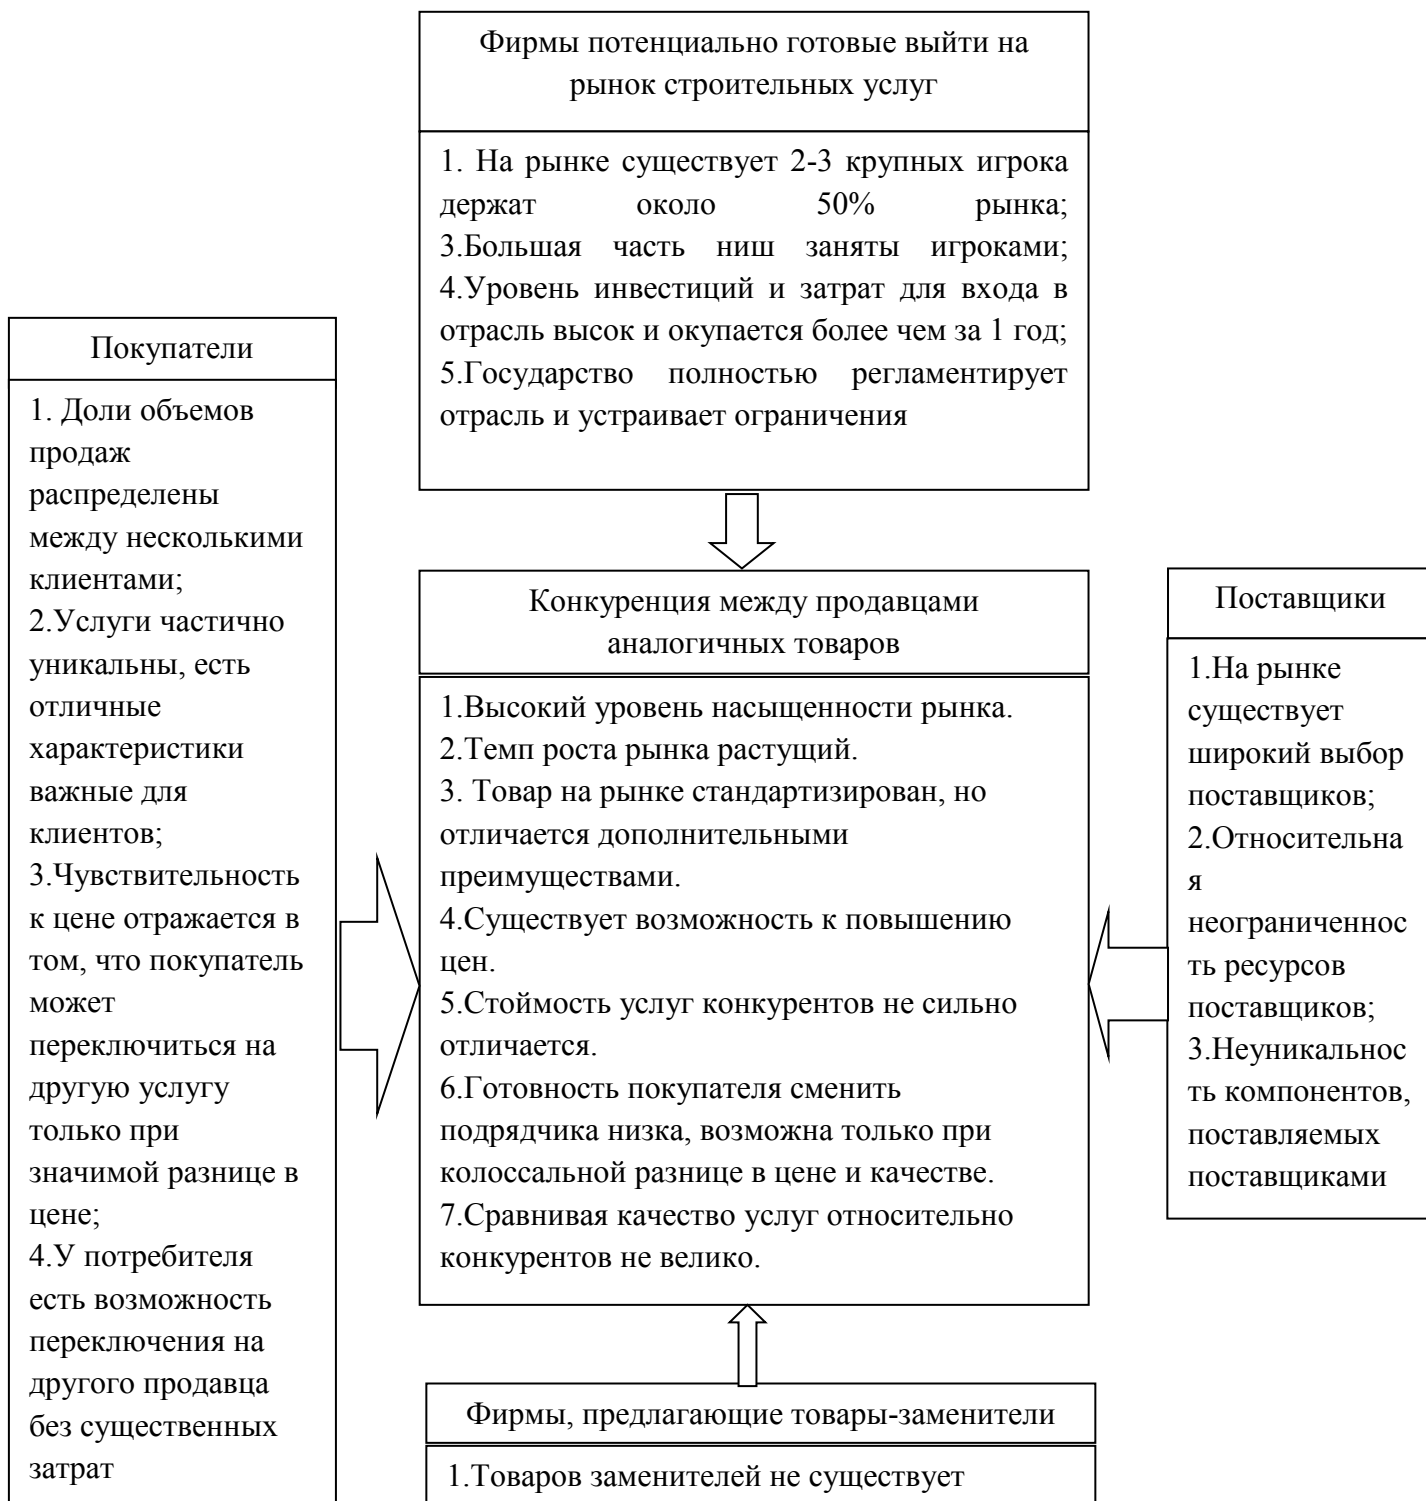 Фирмы потенциально готовые выйти на
рынок строительных услуг
1. На рынке существует 2-3 крупных игрока
держат около 50% рынка;
3.Большая часть ниш заняты игроками;
4.Уровень инвестиций и затрат для входа в
отрасль высок и окупается более чем за 1 год;
5.Государство полностью регламентирует
отрасль и устраивает ограничения
Покупатели
1. Доли объемов
продаж
распределены
между несколькими
клиентами;
2.Услуги частично
уникальны, есть
отличные
характеристики
важные для
клиентов;
3.Чувствительность
к цене отражается в
том, что покупатель
может
переключиться на
другую услугу
только при
значимой разнице в
цене;
4.У потребителя
есть возможность
переключения на
другого продавца
без существенных
затрат
Конкуренция между продавцами
аналогичных товаров
1.Высокий уровень насыщенности рынка.
2.Темп роста рынка растущий.
3. Товар на рынке стандартизирован, но
отличается дополнительными
преимуществами.
4.Существует возможность к повышению
цен.
5.Стоимость услуг конкурентов не сильно
отличается.
6.Готовность покупателя сменить
подрядчика низка, возможна только при
колоссальной разнице в цене и качестве.
7.Сравнивая качество услуг относительно
конкурентов не велико.
Поставщики
1.На рынке
существует
широкий выбор
поставщиков;
2.Относительна
я
неограниченнос
ть ресурсов
поставщиков;
3.Неуникальнос
ть компонентов,
поставляемых
поставщиками
Фирмы, предлагающие товары-заменители
1.Товаров заменителей не существует